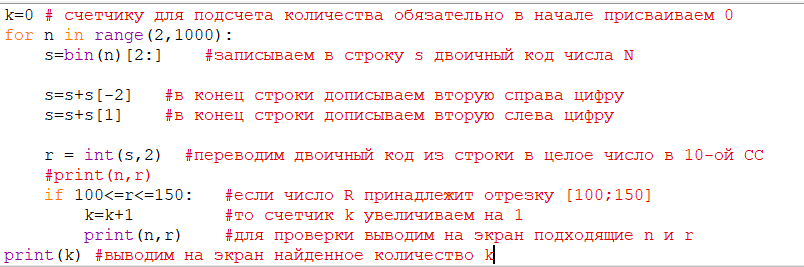 k=0 # счетчику для подсчета количества обязательно в начале присваиваем 0
for n in range(2,1000):
    s=bin(n)[2:]    #записываем в строку s двоичный код числа N
    s=s+s[-2]   #в конец строки дописываем вторую справа цифру
    s=s+s[1]    #в конец строки дописываем вторую слева цифру
    r = int(s,2)  #переводим двоичный код из строки в целое число в 10-ой СС
    #print(n,r)
    if 100<=r<=150:   #если число R принадлежит отрезку [100;150]
        k=k+1         #то счетчик k увеличиваем на 1
        print(n,r)    #для проверки выводим на экран подходящие n и r
print(k) #выводим на экран найденное количество k